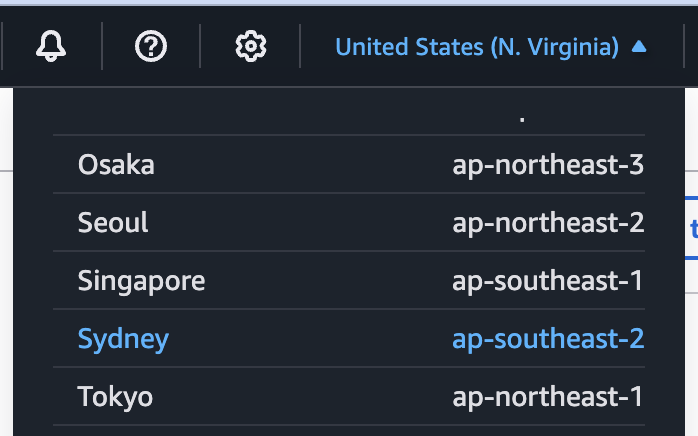 United States (N. Virginia)
Osaka ap-northeast-3
Seoul ap-northeast-2
Singapore ap-southeast-1
Sydney ap-southeast-2
Tokyo ap-northeast-1